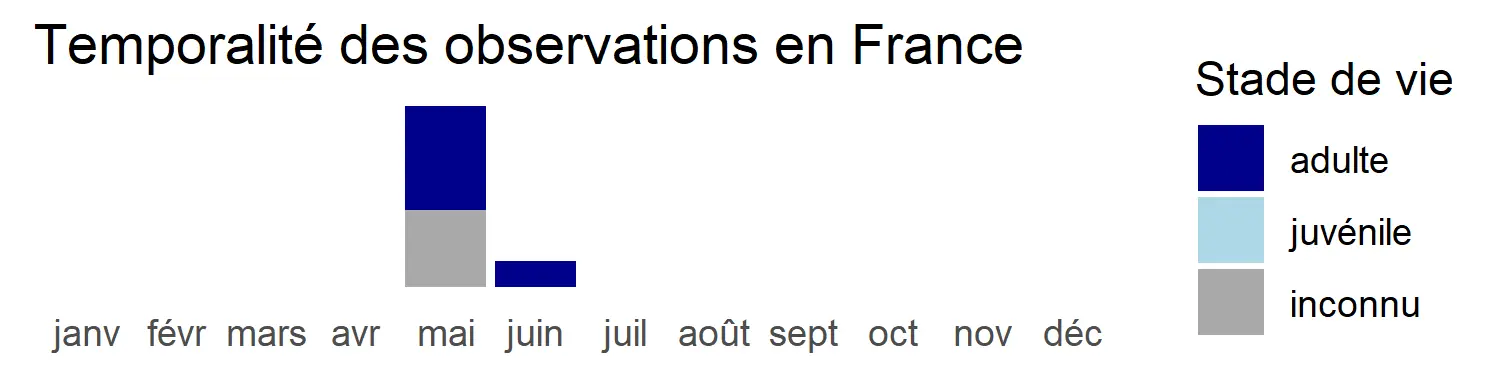 Temporalité des observations en France
janv févr mars avr mai juin juil août sept oct nov déc
Stade de vie
adulte
juvénile
inconnu